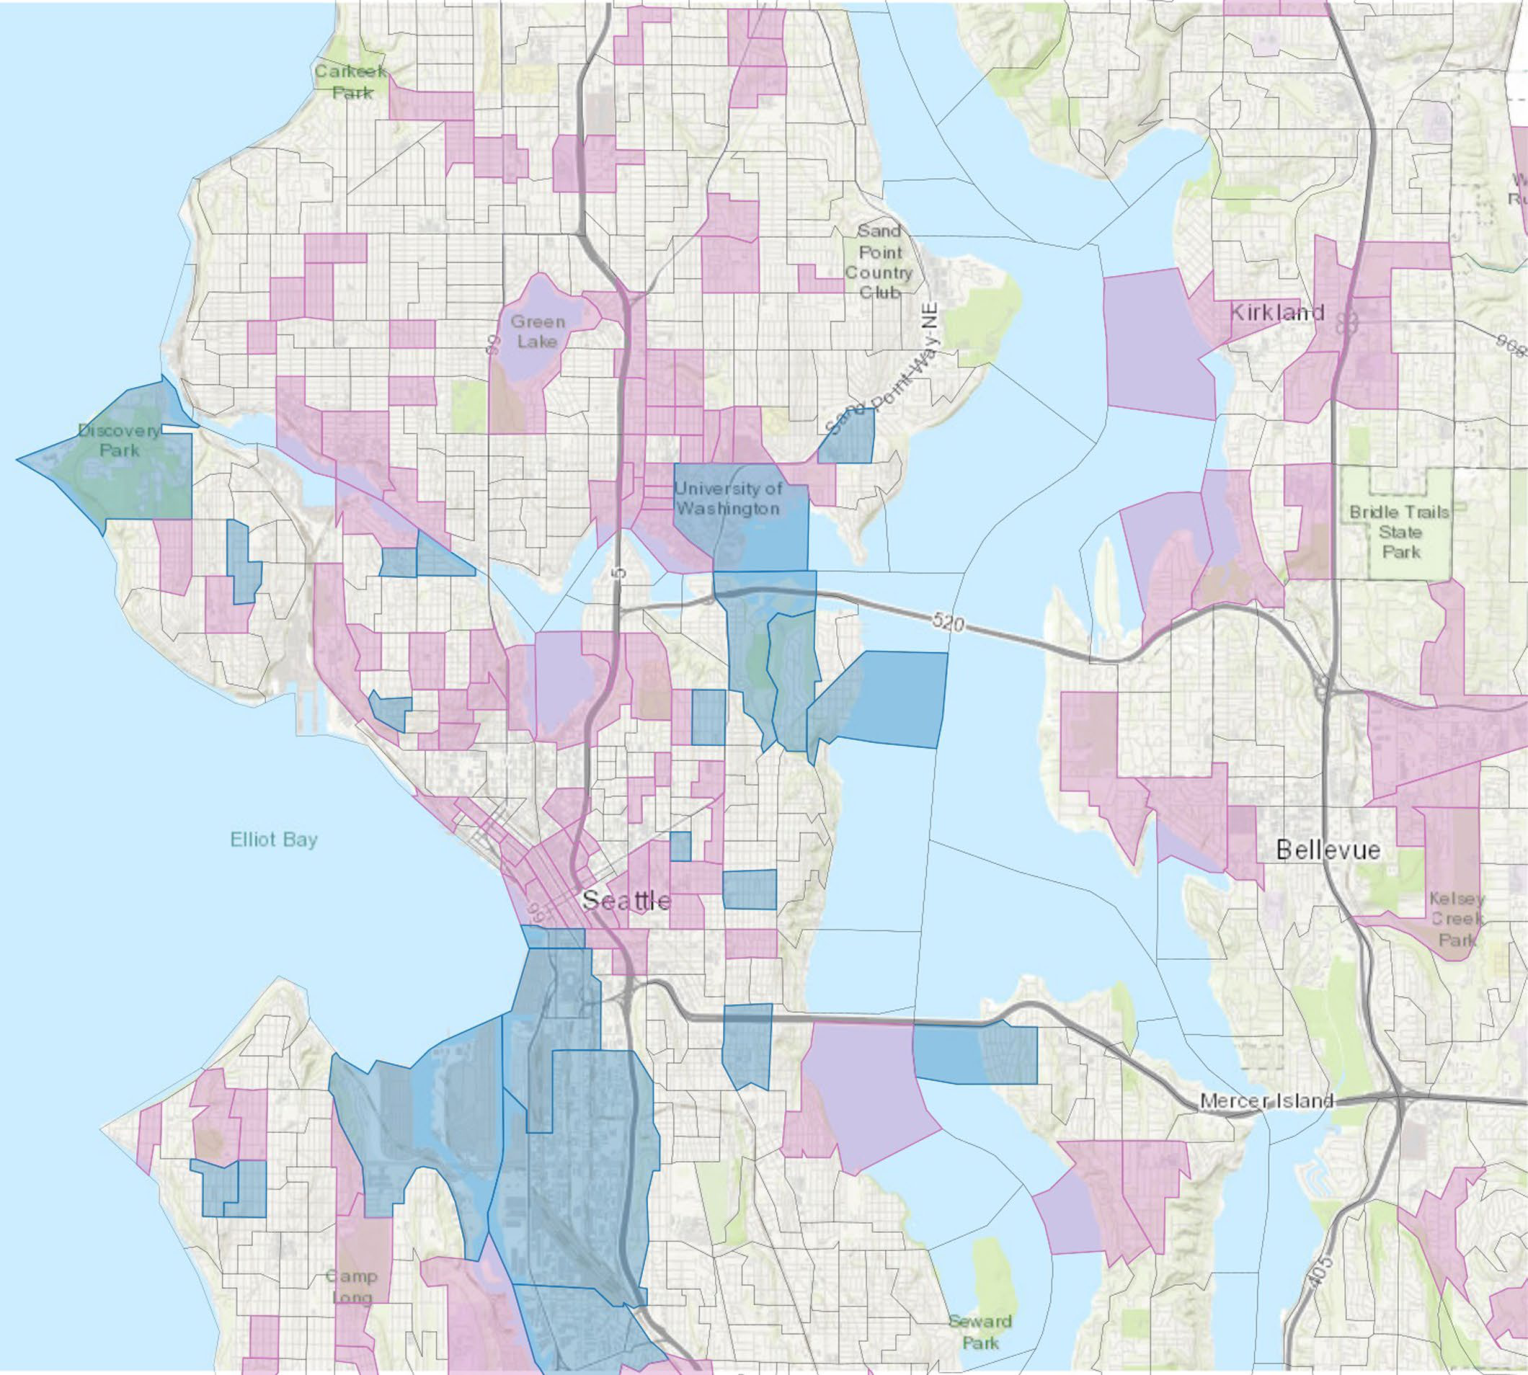 Carkeek
Park
Sand
Point
Country
Club
Sand Point Way NE
Green
Lake
99
Kirkland
908
Discovery
Park
University of
Washington
Bridle Trails
State
Park
5
520
Elliot Bay
Bellevue
Seattle
99
Kelsey
Creek
Park
Mercer Island
Camp
Long
405
Seward
Park